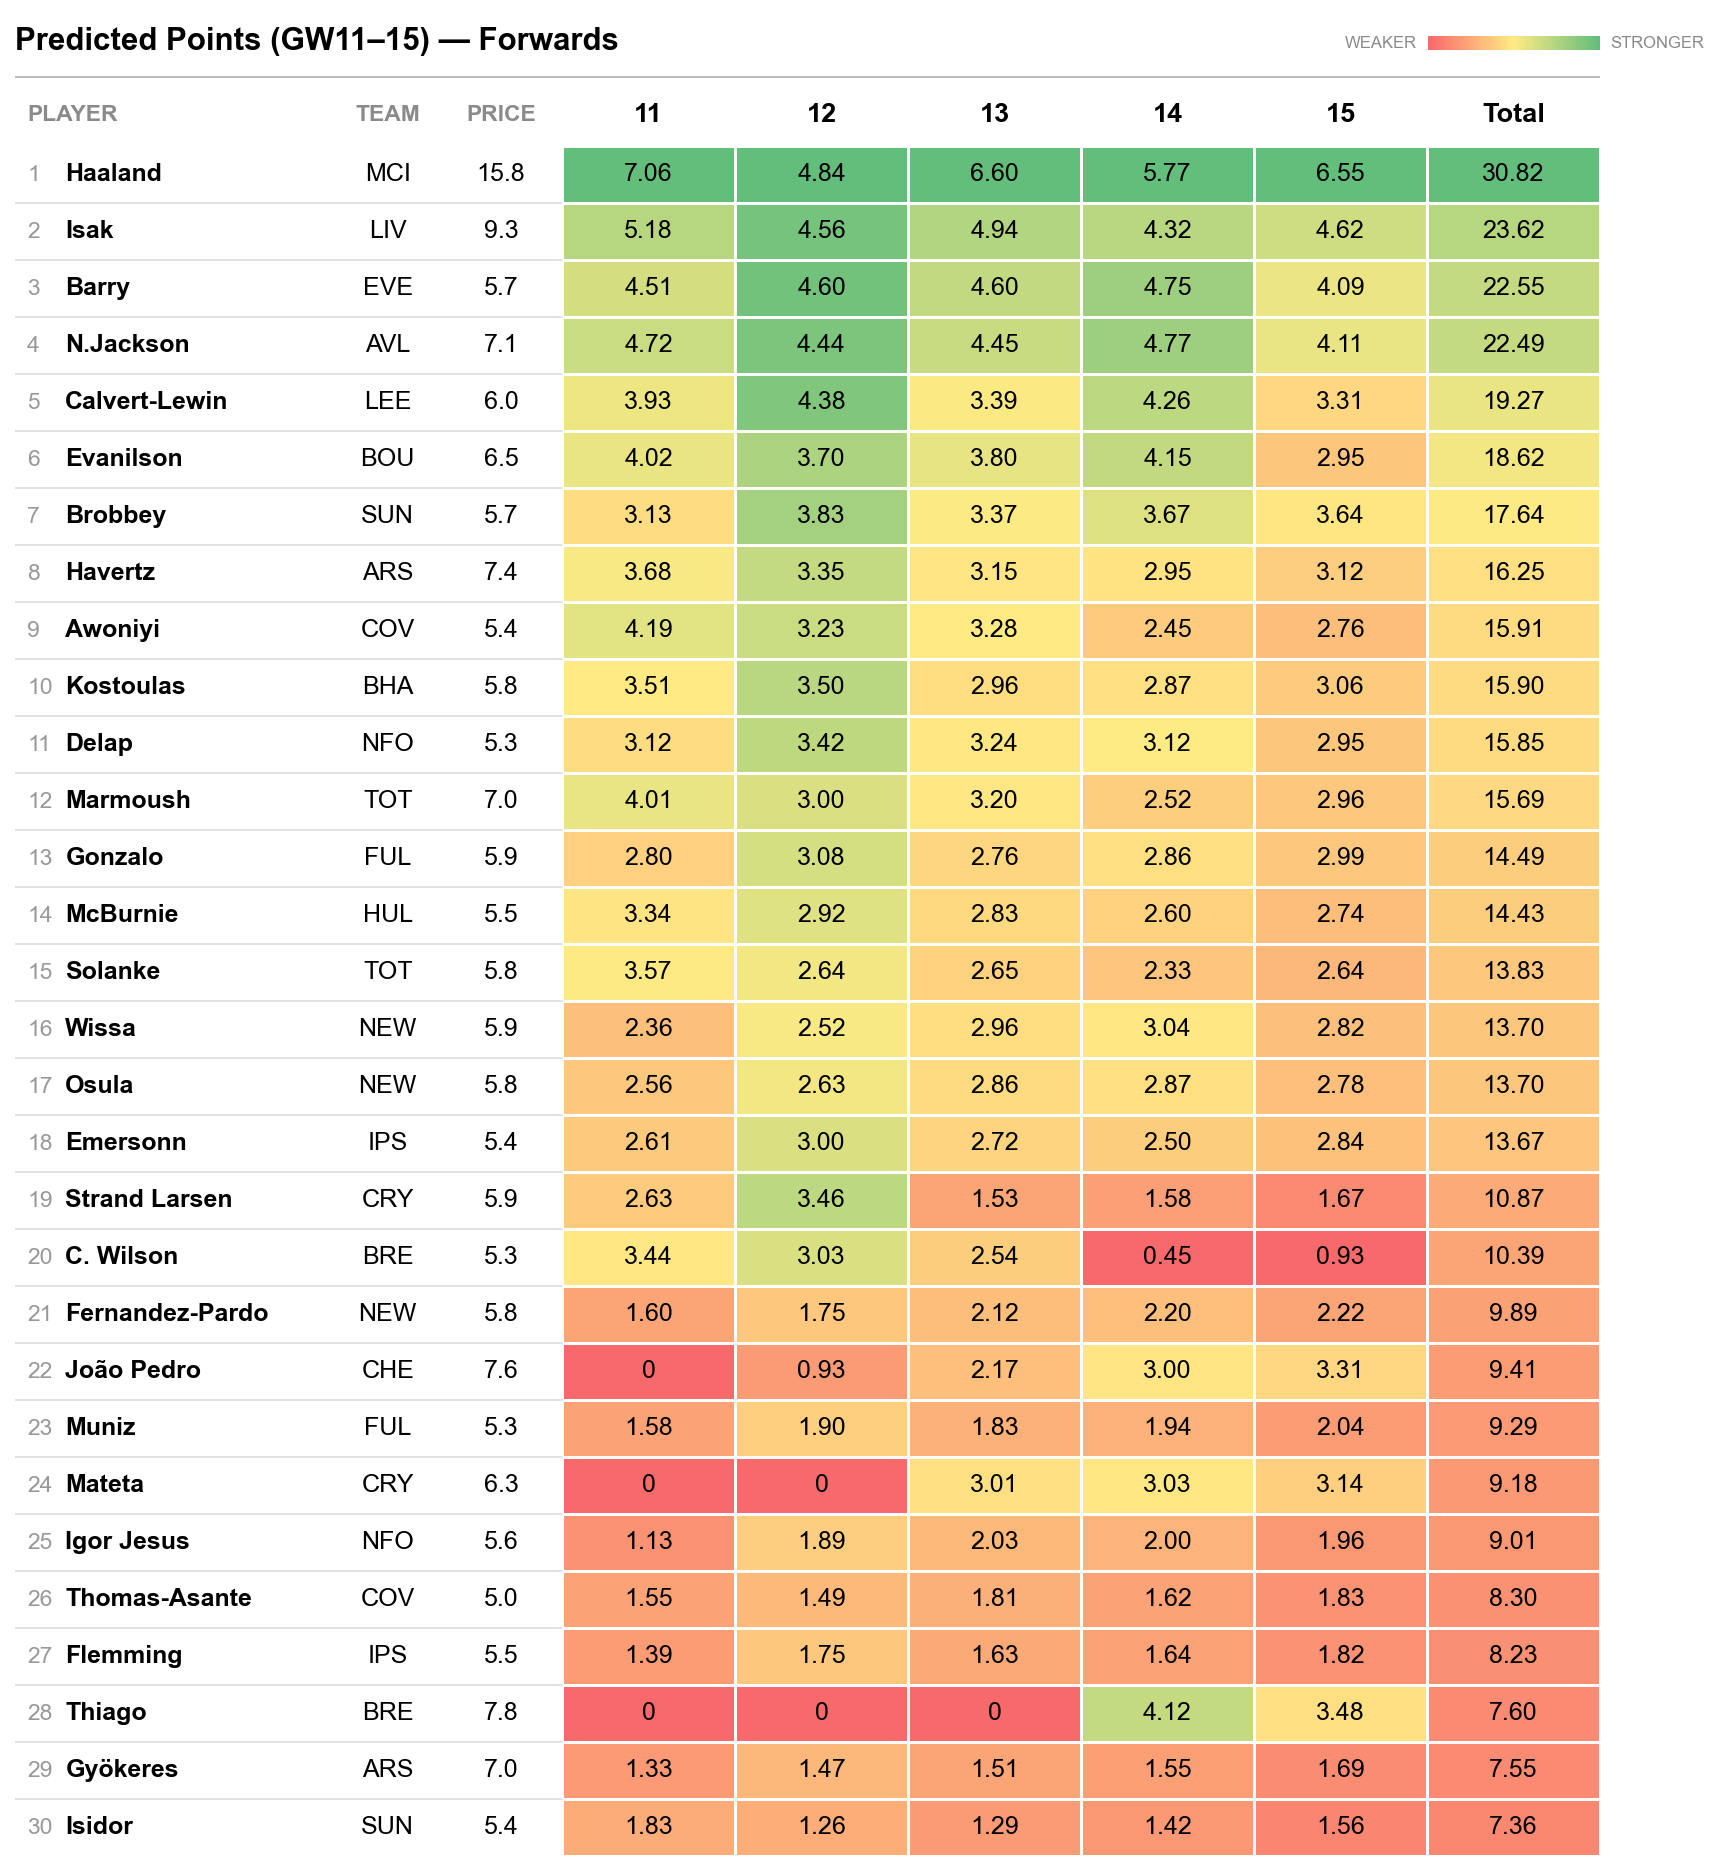 Predicted Points (GW11–15) — Forwards
WEAKER STRONGER
PLAYER TEAM PRICE 11 12 13 14 15 Total
1 Haaland MCI 15.8 7.06 4.84 6.60 5.77 6.55 30.82
2 Isak LIV 9.3 5.18 4.56 4.94 4.32 4.62 23.62
3 Barry EVE 5.7 4.51 4.60 4.60 4.75 4.09 22.55
4 N.Jackson AVL 7.1 4.72 4.44 4.45 4.77 4.11 22.49
5 Calvert-Lewin LEE 6.0 3.93 4.38 3.39 4.26 3.31 19.27
6 Evanilson BOU 6.5 4.02 3.70 3.80 4.15 2.95 18.62
7 Brobbey SUN 5.7 3.13 3.83 3.37 3.67 3.64 17.64
8 Havertz ARS 7.4 3.68 3.35 3.15 2.95 3.12 16.25
9 Awoniyi COV 5.4 4.19 3.23 3.28 2.45 2.76 15.91
10 Kostoulas BHA 5.8 3.51 3.50 2.96 2.87 3.06 15.90
11 Delap NFO 5.3 3.12 3.42 3.24 3.12 2.95 15.85
12 Marmoush TOT 7.0 4.01 3.00 3.20 2.52 2.96 15.69
13 Gonzalo FUL 5.9 2.80 3.08 2.76 2.86 2.99 14.49
14 McBurnie HUL 5.5 3.34 2.92 2.83 2.60 2.74 14.43
15 Solanke TOT 5.8 3.57 2.64 2.65 2.33 2.64 13.83
16 Wissa NEW 5.9 2.36 2.52 2.96 3.04 2.82 13.70
17 Osula NEW 5.8 2.56 2.63 2.86 2.87 2.78 13.70
18 Emersonn IPS 5.4 2.61 3.00 2.72 2.50 2.84 13.67
19 Strand Larsen CRY 5.9 2.63 3.46 1.53 1.58 1.67 10.87
20 C. Wilson BRE 5.3 3.44 3.03 2.54 0.45 0.93 10.39
21 Fernandez-Pardo NEW 5.8 1.60 1.75 2.12 2.20 2.22 9.89
22 João Pedro CHE 7.6 0 0.93 2.17 3.00 3.31 9.41
23 Muniz FUL 5.3 1.58 1.90 1.83 1.94 2.04 9.29
24 Mateta CRY 6.3 0 0 3.01 3.03 3.14 9.18
25 Igor Jesus NFO 5.6 1.13 1.89 2.03 2.00 1.96 9.01
26 Thomas-Asante COV 5.0 1.55 1.49 1.81 1.62 1.83 8.30
27 Flemming IPS 5.5 1.39 1.75 1.63 1.64 1.82 8.23
28 Thiago BRE 7.8 0 0 0 4.12 3.48 7.60
29 Gyökeres ARS 7.0 1.33 1.47 1.51 1.55 1.69 7.55
30 Isidor SUN 5.4 1.83 1.26 1.29 1.42 1.56 7.36